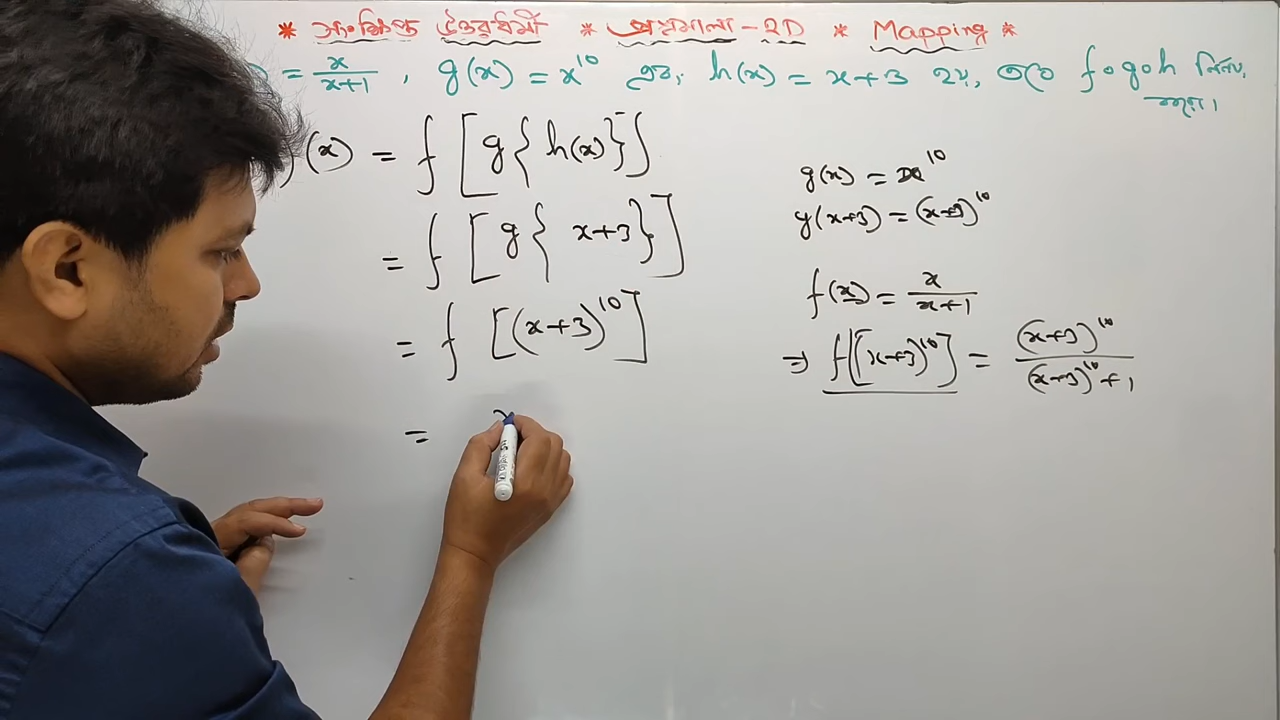 * সংক্ষিপ্ত উত্তরধর্মী * প্রশ্নমালা - 2D * Mapping *
) = x/(x+1) , g(x) = x^10 এবং h(x) = x+3 হয়, তবে fogoh নির্ণয়
কর।
)(x) = f[g{h(x)}]
= f[g{x+3}]
= f[(x+3)^10]
=
g(x) = x^10
g(x+3) = (x+3)^10
f(x) = x/(x+1)
⇒ f[(x+3)^10] = (x+3)^10/((x+3)^10+1)